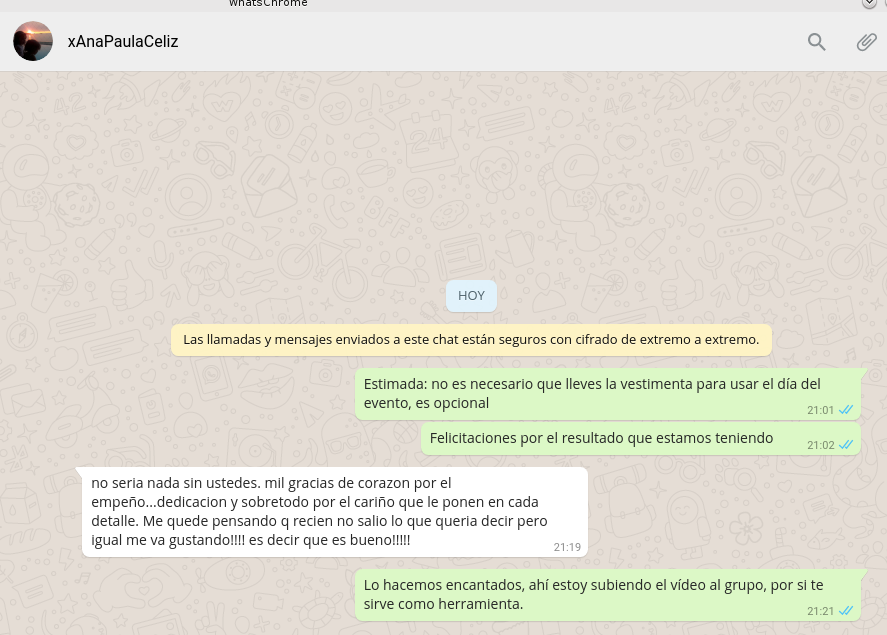 whatsChrome
xAnaPaulaCeliz
HOY
Las llamadas y mensajes enviados a este chat están seguros con cifrado de extremo a extremo.
Estimada: no es necesario que lleves la vestimenta para usar el día del
evento, es opcional
21:01
Felicitaciones por el resultado que estamos teniendo
21:02
no seria nada sin ustedes. mil gracias de corazon por el
empeño...dedicacion y sobretodo por el cariño que le ponen en cada
detalle. Me quede pensando q recien no salio lo que queria decir pero
igual me va gustando!!!! es decir que es bueno!!!!!
21:19
Lo hacemos encantados, ahí estoy subiendo el vídeo al grupo, por si te
sirve como herramienta.
21:21